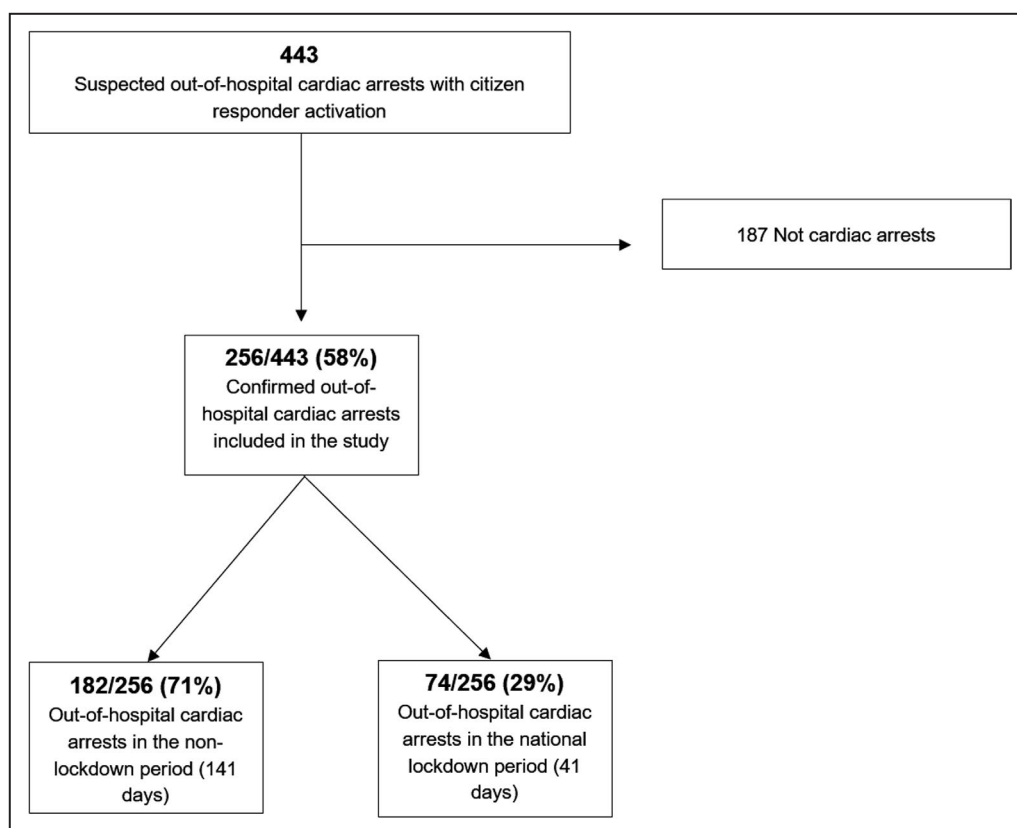 443
Suspected out-of-hospital cardiac arrests with citizen
responder activation
187 Not cardiac arrests
256/443 (58%)
Confirmed out-of-
hospital cardiac arrests
included in the study
182/256 (71%)
Out-of-hospital cardiac
arrests in the non-
lockdown period (141
days)
74/256 (29%)
Out-of-hospital cardiac
arrests in the national
lockdown period (41
days)